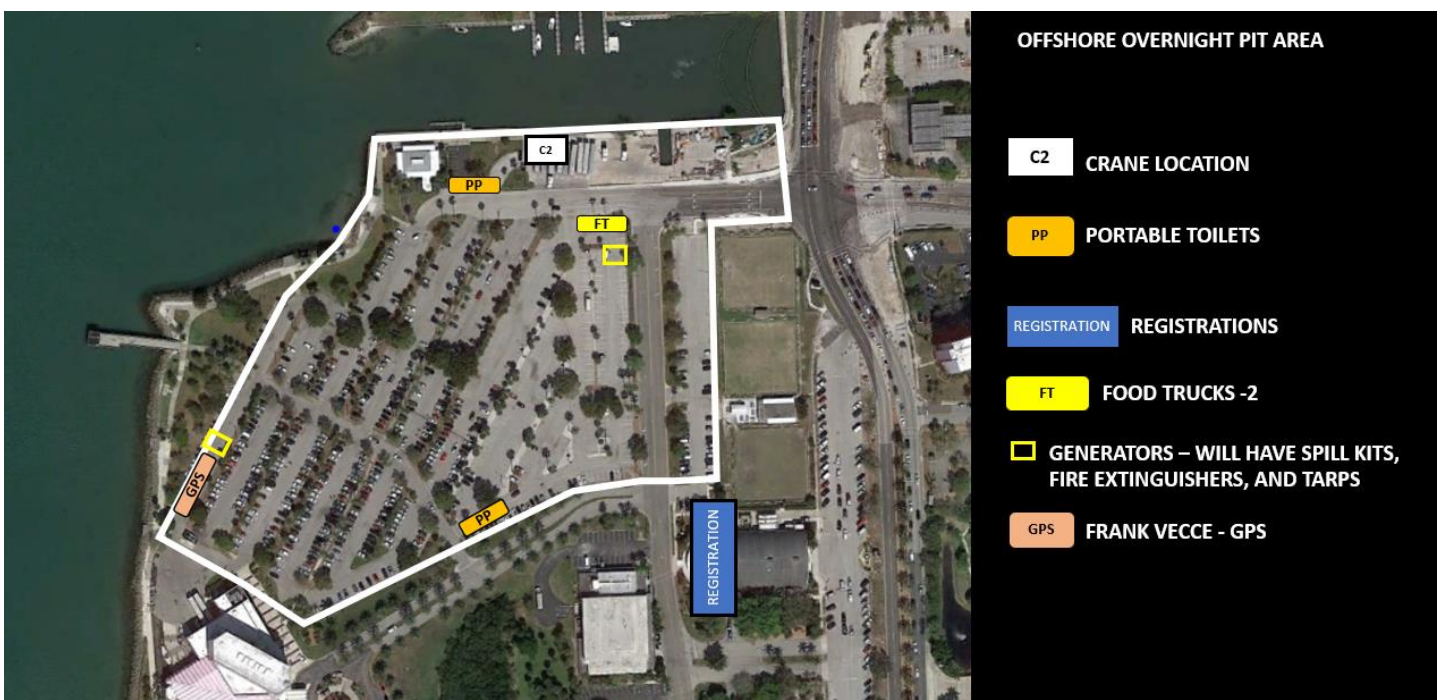 OFFSHORE OVERNIGHT PIT AREA
C2
PP
FT
GPS
PP
REGISTRATION
C2 CRANE LOCATION
PP PORTABLE TOILETS
REGISTRATION REGISTRATIONS
FT FOOD TRUCKS -2
GENERATORS – WILL HAVE SPILL KITS,
FIRE EXTINGUISHERS, AND TARPS
GPS FRANK VECCE - GPS